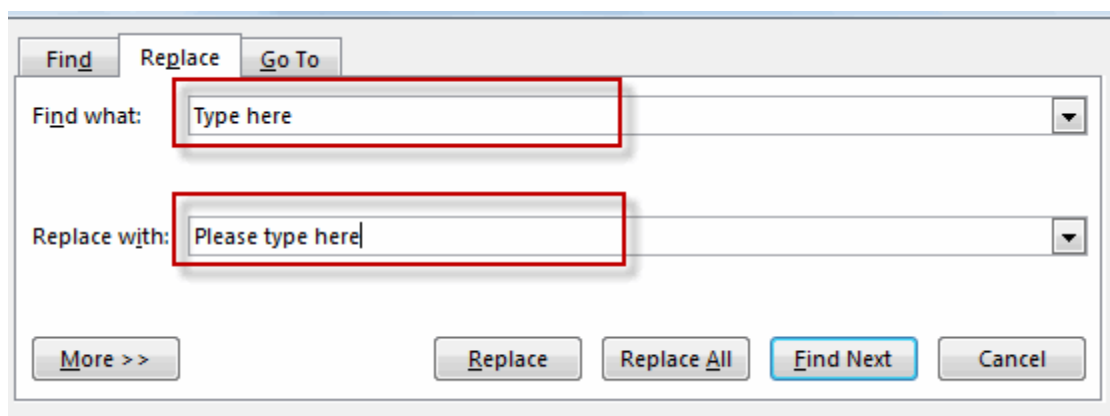 Find Replace Go To
Find what: Type here
Replace with: Please type here
More >> Replace Replace All Find Next Cancel